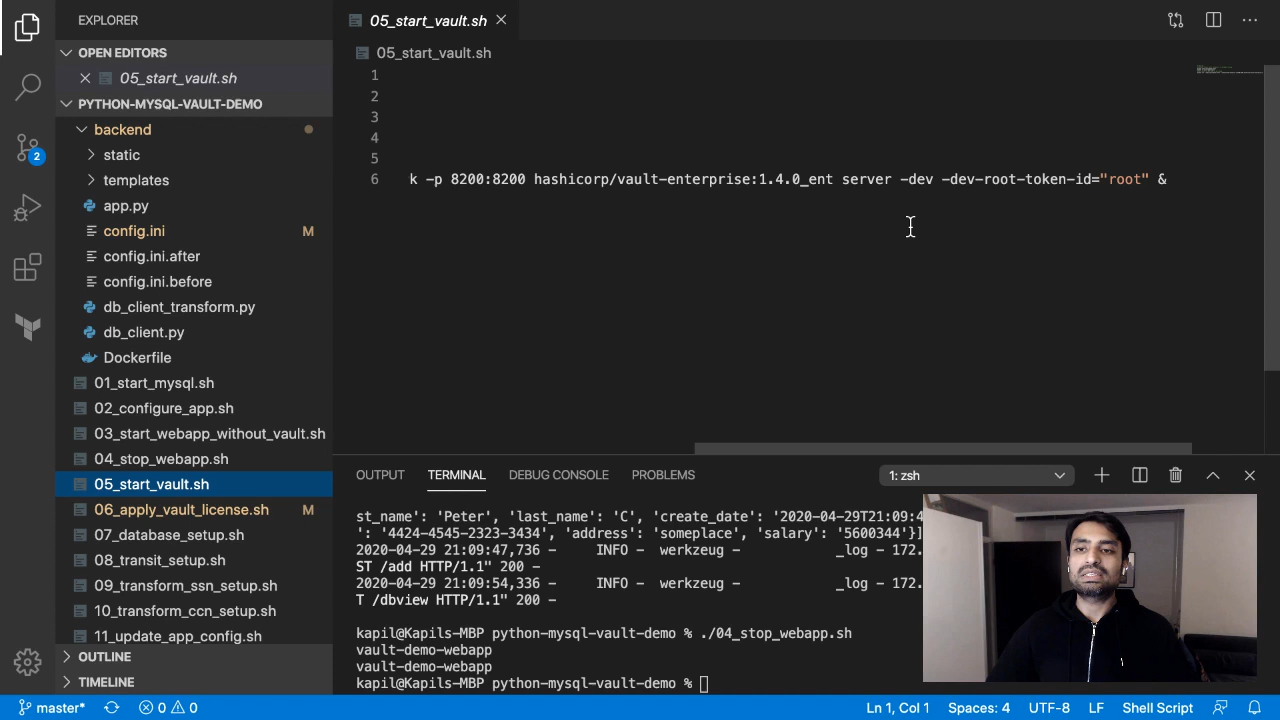 EXPLORER
OPEN EDITORS
05_start_vault.sh
PYTHON-MYSQL-VAULT-DEMO
backend
static
templates
app.py
config.ini M
config.ini.after
config.ini.before
db_client_transform.py
db_client.py
Dockerfile
01_start_mysql.sh
02_configure_app.sh
03_start_webapp_without_vault.sh
04_stop_webapp.sh
05_start_vault.sh
06_apply_vault_license.sh M
07_database_setup.sh
08_transit_setup.sh
09_transform_ssn_setup.sh
10_transform_ccn_setup.sh
11_update_app_config.sh
OUTLINE
TIMELINE
2
05_start_vault.sh
05_start_vault.sh
1
2
3
4
5
6 k -p 8200:8200 hashicorp/vault-enterprise:1.4.0_ent server -dev -dev-root-token-id="root" &
OUTPUT TERMINAL DEBUG CONSOLE PROBLEMS 1: zsh
st_name': 'Peter', 'last_name': 'C', 'create_date': '2020-04-29T21:09:4
': '4424-4545-2323-3434', 'address': 'someplace', 'salary': '5600344'}]
2020-04-29 21:09:47,736 - INFO - werkzeug - _log - 172.
ST /add HTTP/1.1" 200 -
2020-04-29 21:09:54,336 - INFO - werkzeug - _log - 172.
T /dbview HTTP/1.1" 200 -
kapil@Kapils-MBP python-mysql-vault-demo % ./04_stop_webapp.sh
vault-demo-webapp
vault-demo-webapp
kapil@Kapils-MBP python-mysql-vault-demo %
master* 0 0 Ln 1, Col 1 Spaces: 4 UTF-8 LF Shell Script